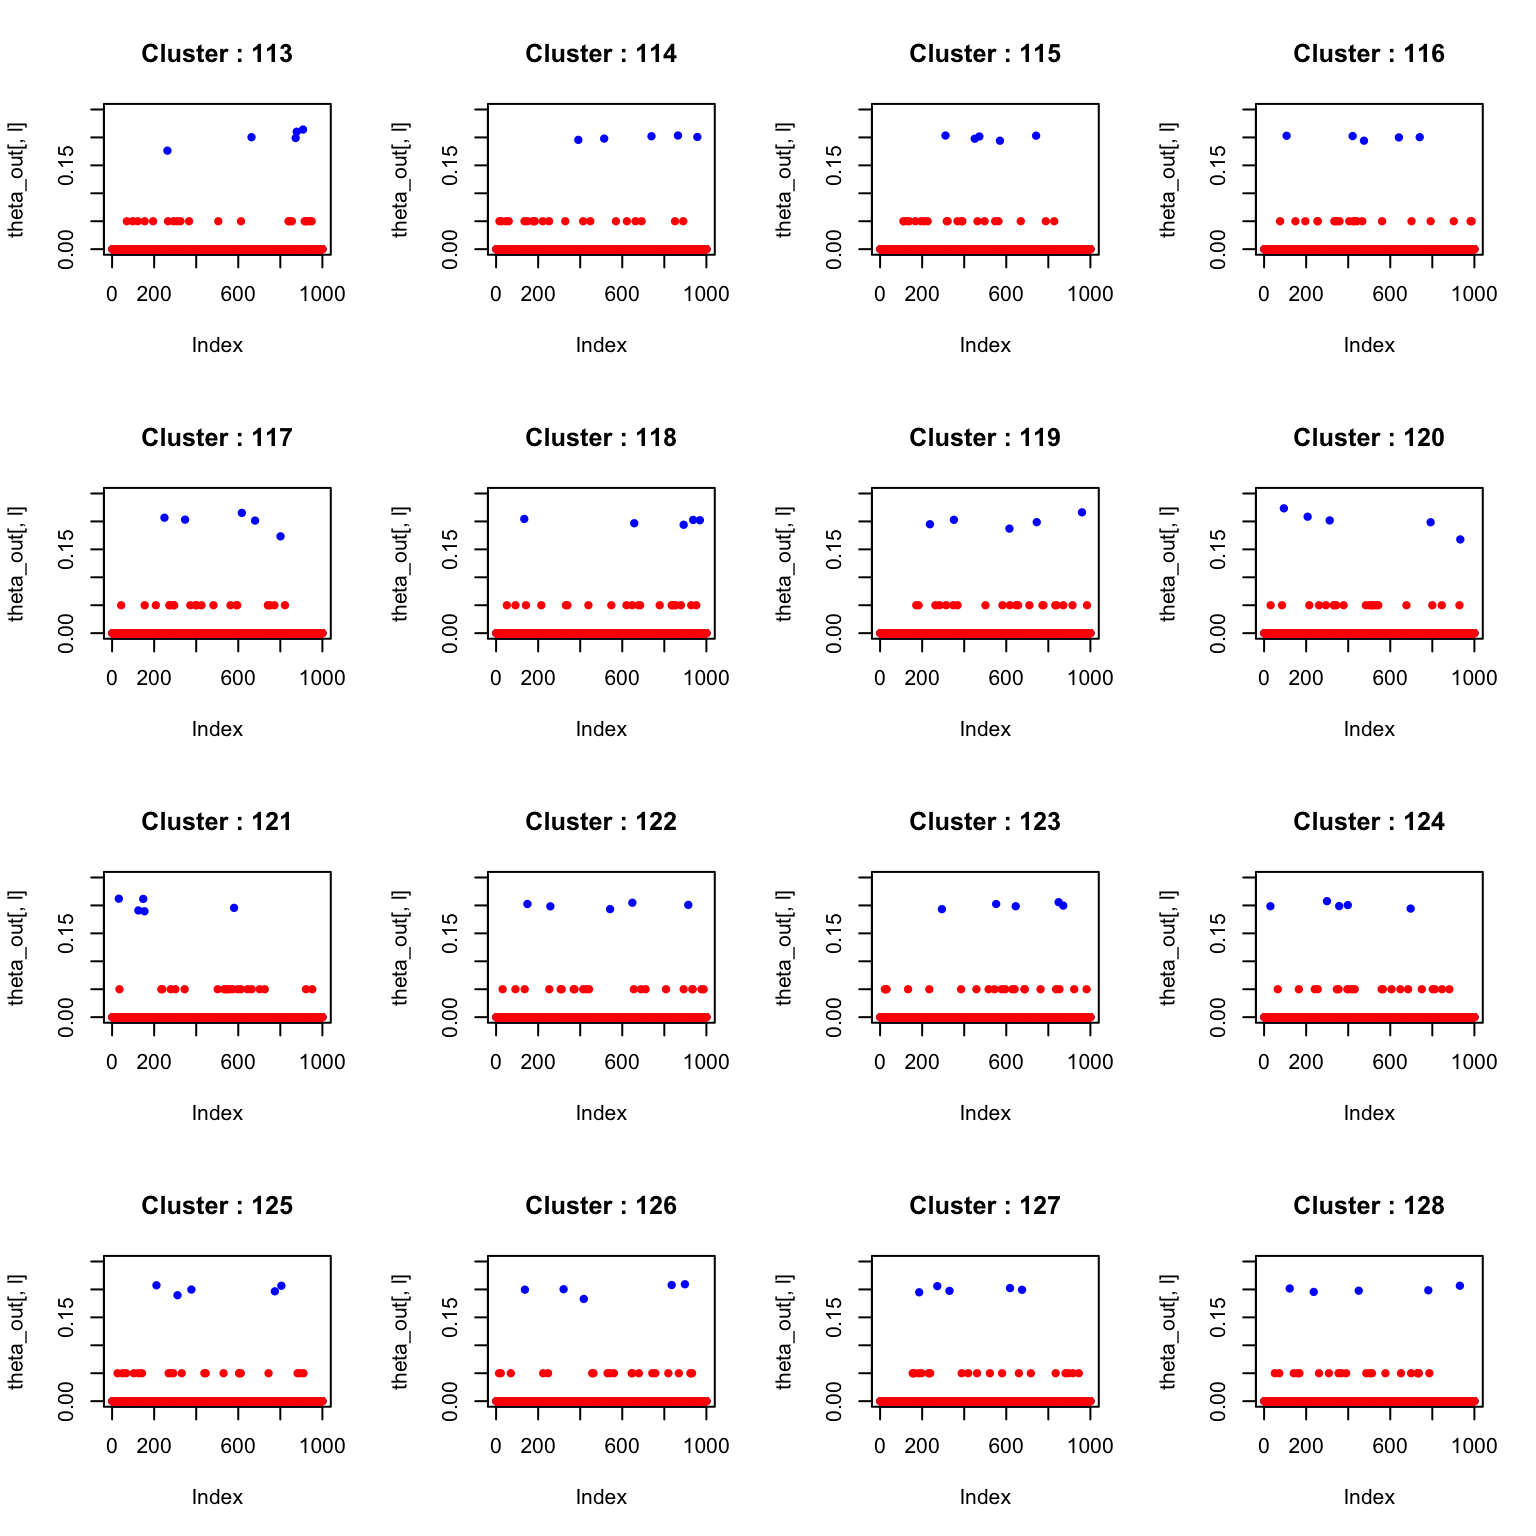 Cluster : 113 Cluster : 114 Cluster : 115 Cluster : 116
theta_out[, l] theta_out[, l] theta_out[, l] theta_out[, l]
0.15 0.15 0.15 0.15
0.00 0.00 0.00 0.00
0 200 600 1000 0 200 600 1000 0 200 600 1000 0 200 600 1000
Index Index Index Index
Cluster : 117 Cluster : 118 Cluster : 119 Cluster : 120
theta_out[, l] theta_out[, l] theta_out[, l] theta_out[, l]
0.15 0.15 0.15 0.15
0.00 0.00 0.00 0.00
0 200 600 1000 0 200 600 1000 0 200 600 1000 0 200 600 1000
Index Index Index Index
Cluster : 121 Cluster : 122 Cluster : 123 Cluster : 124
theta_out[, l] theta_out[, l] theta_out[, l] theta_out[, l]
0.15 0.15 0.15 0.15
0.00 0.00 0.00 0.00
0 200 600 1000 0 200 600 1000 0 200 600 1000 0 200 600 1000
Index Index Index Index
Cluster : 125 Cluster : 126 Cluster : 127 Cluster : 128
theta_out[, l] theta_out[, l] theta_out[, l] theta_out[, l]
0.15 0.15 0.15 0.15
0.00 0.00 0.00 0.00
0 200 600 1000 0 200 600 1000 0 200 600 1000 0 200 600 1000
Index Index Index Index